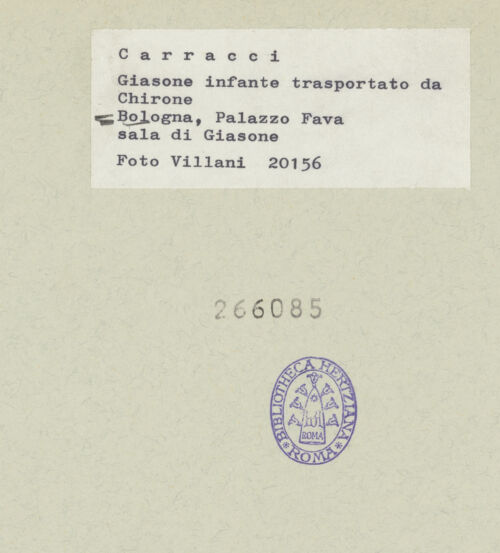 Carracci
Giasone infante trasportato da
Chirone
Bologna, Palazzo Fava
sala di Giasone
Foto Villani 20156
266085
BIBLIOTHECA HERTZIANA
ROMA
* ROMA *